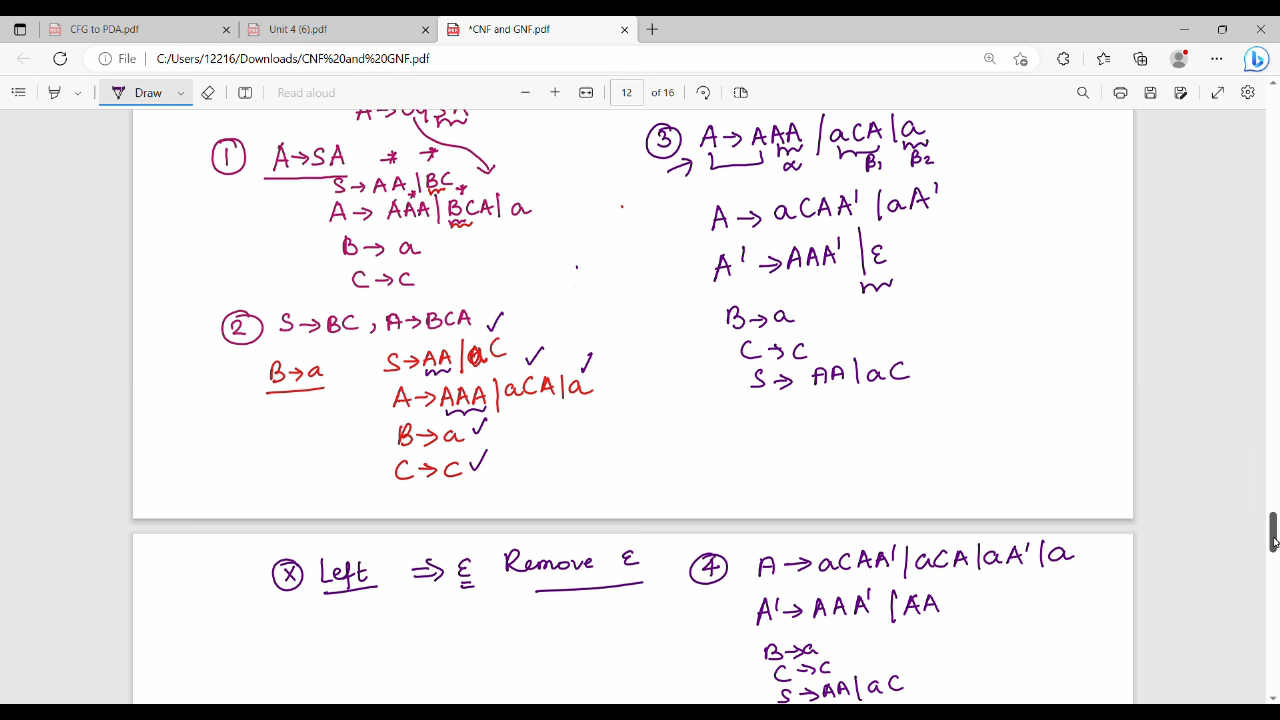 CFG to PDA.pdf
Unit 4 (6).pdf
*CNF and GNF.pdf
File C:/Users/12216/Downloads/CNF%20and%20GNF.pdf
Draw Read aloud 12 of 16
① A→SA * *
S→AA|BC *
A→ AAA|BCA|a
B→ a
C→C
② S→BC, A→BCA ✓
B→a
S→AA|aC ✓
A→AAA|aCA|a ✓
B→a ✓
C→C ✓
③ A→AAA|aCA|a
α β₁ β₂
A→ aCAA'|aA'
A'→AAA'|ε
B→a
C→C
S→ AA|aC
ⓧ Left ⇒ ε Remove ε
④ A→aCAA'|aCA|aA'|a
A'→AAA'|AA
B→a
C→C
S→AA|aC